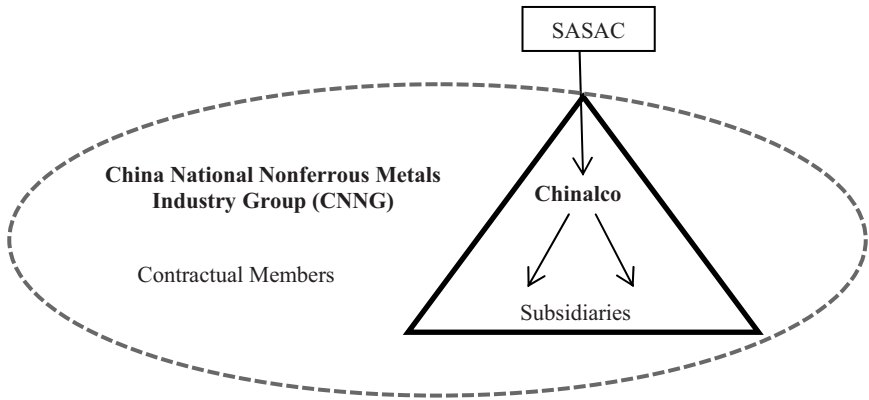 SASAC
China National Nonferrous Metals
Industry Group (CNNG)
Chinalco
Contractual Members
Subsidiaries